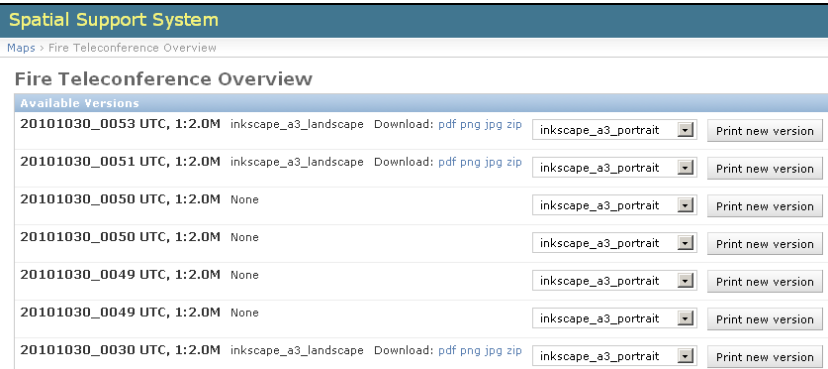 Spatial Support System
Maps › Fire Teleconference Overview
Fire Teleconference Overview
Available Versions
20101030_0053 UTC, 1:2.0M inkscape_a3_landscape Download: pdf png jpg zip inkscape_a3_portrait Print new version
20101030_0051 UTC, 1:2.0M inkscape_a3_landscape Download: pdf png jpg zip inkscape_a3_portrait Print new version
20101030_0050 UTC, 1:2.0M None inkscape_a3_portrait Print new version
20101030_0050 UTC, 1:2.0M None inkscape_a3_portrait Print new version
20101030_0049 UTC, 1:2.0M None inkscape_a3_portrait Print new version
20101030_0049 UTC, 1:2.0M None inkscape_a3_portrait Print new version
20101030_0030 UTC, 1:2.0M inkscape_a3_landscape Download: pdf png jpg zip inkscape_a3_portrait Print new version